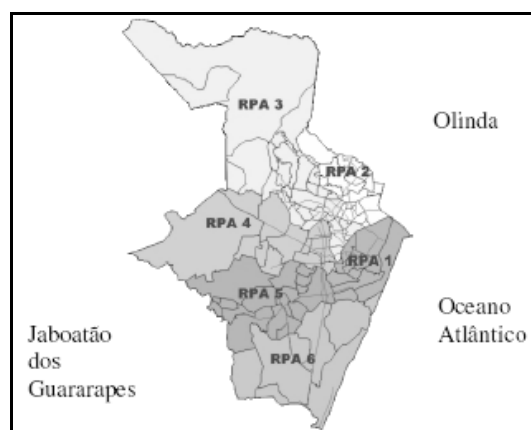 RPA 3
Olinda
RPA 2
RPA 4
RPA 1
RPA 5
Oceano
Atlântico
Jaboatão
dos
Guararapes
RPA 6